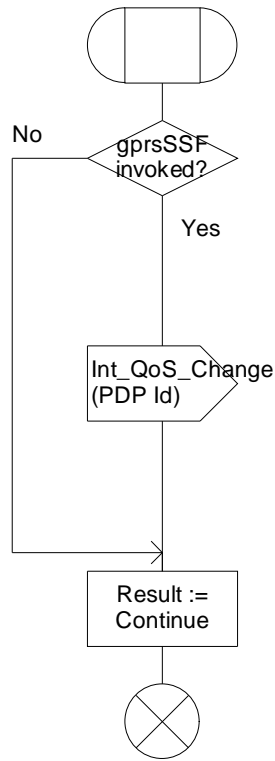 gprsSSF
invoked?
No
Yes
Int_QoS_Change
(PDP Id)
Result :=
Continue